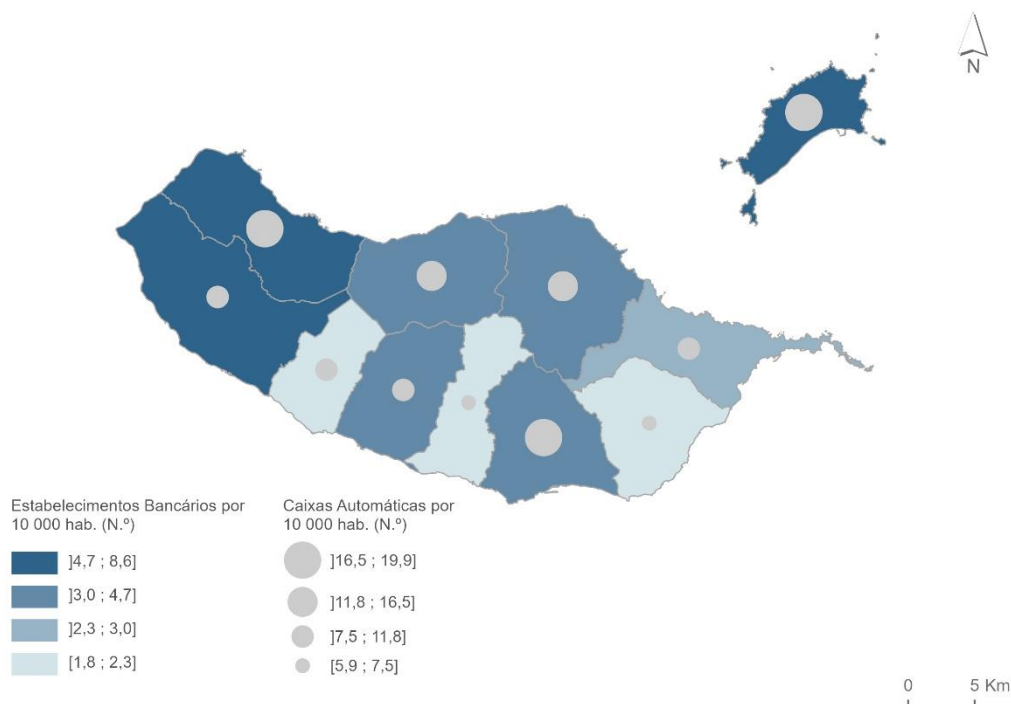 N
Estabelecimentos Bancários por
10 000 hab. (N.º)
]4,7 ; 8,6]
]3,0 ; 4,7]
]2,3 ; 3,0]
[1,8 ; 2,3]
Caixas Automáticas por
10 000 hab. (N.º)
]16,5 ; 19,9]
]11,8 ; 16,5]
]7,5 ; 11,8]
[5,9 ; 7,5]
0 5 Km